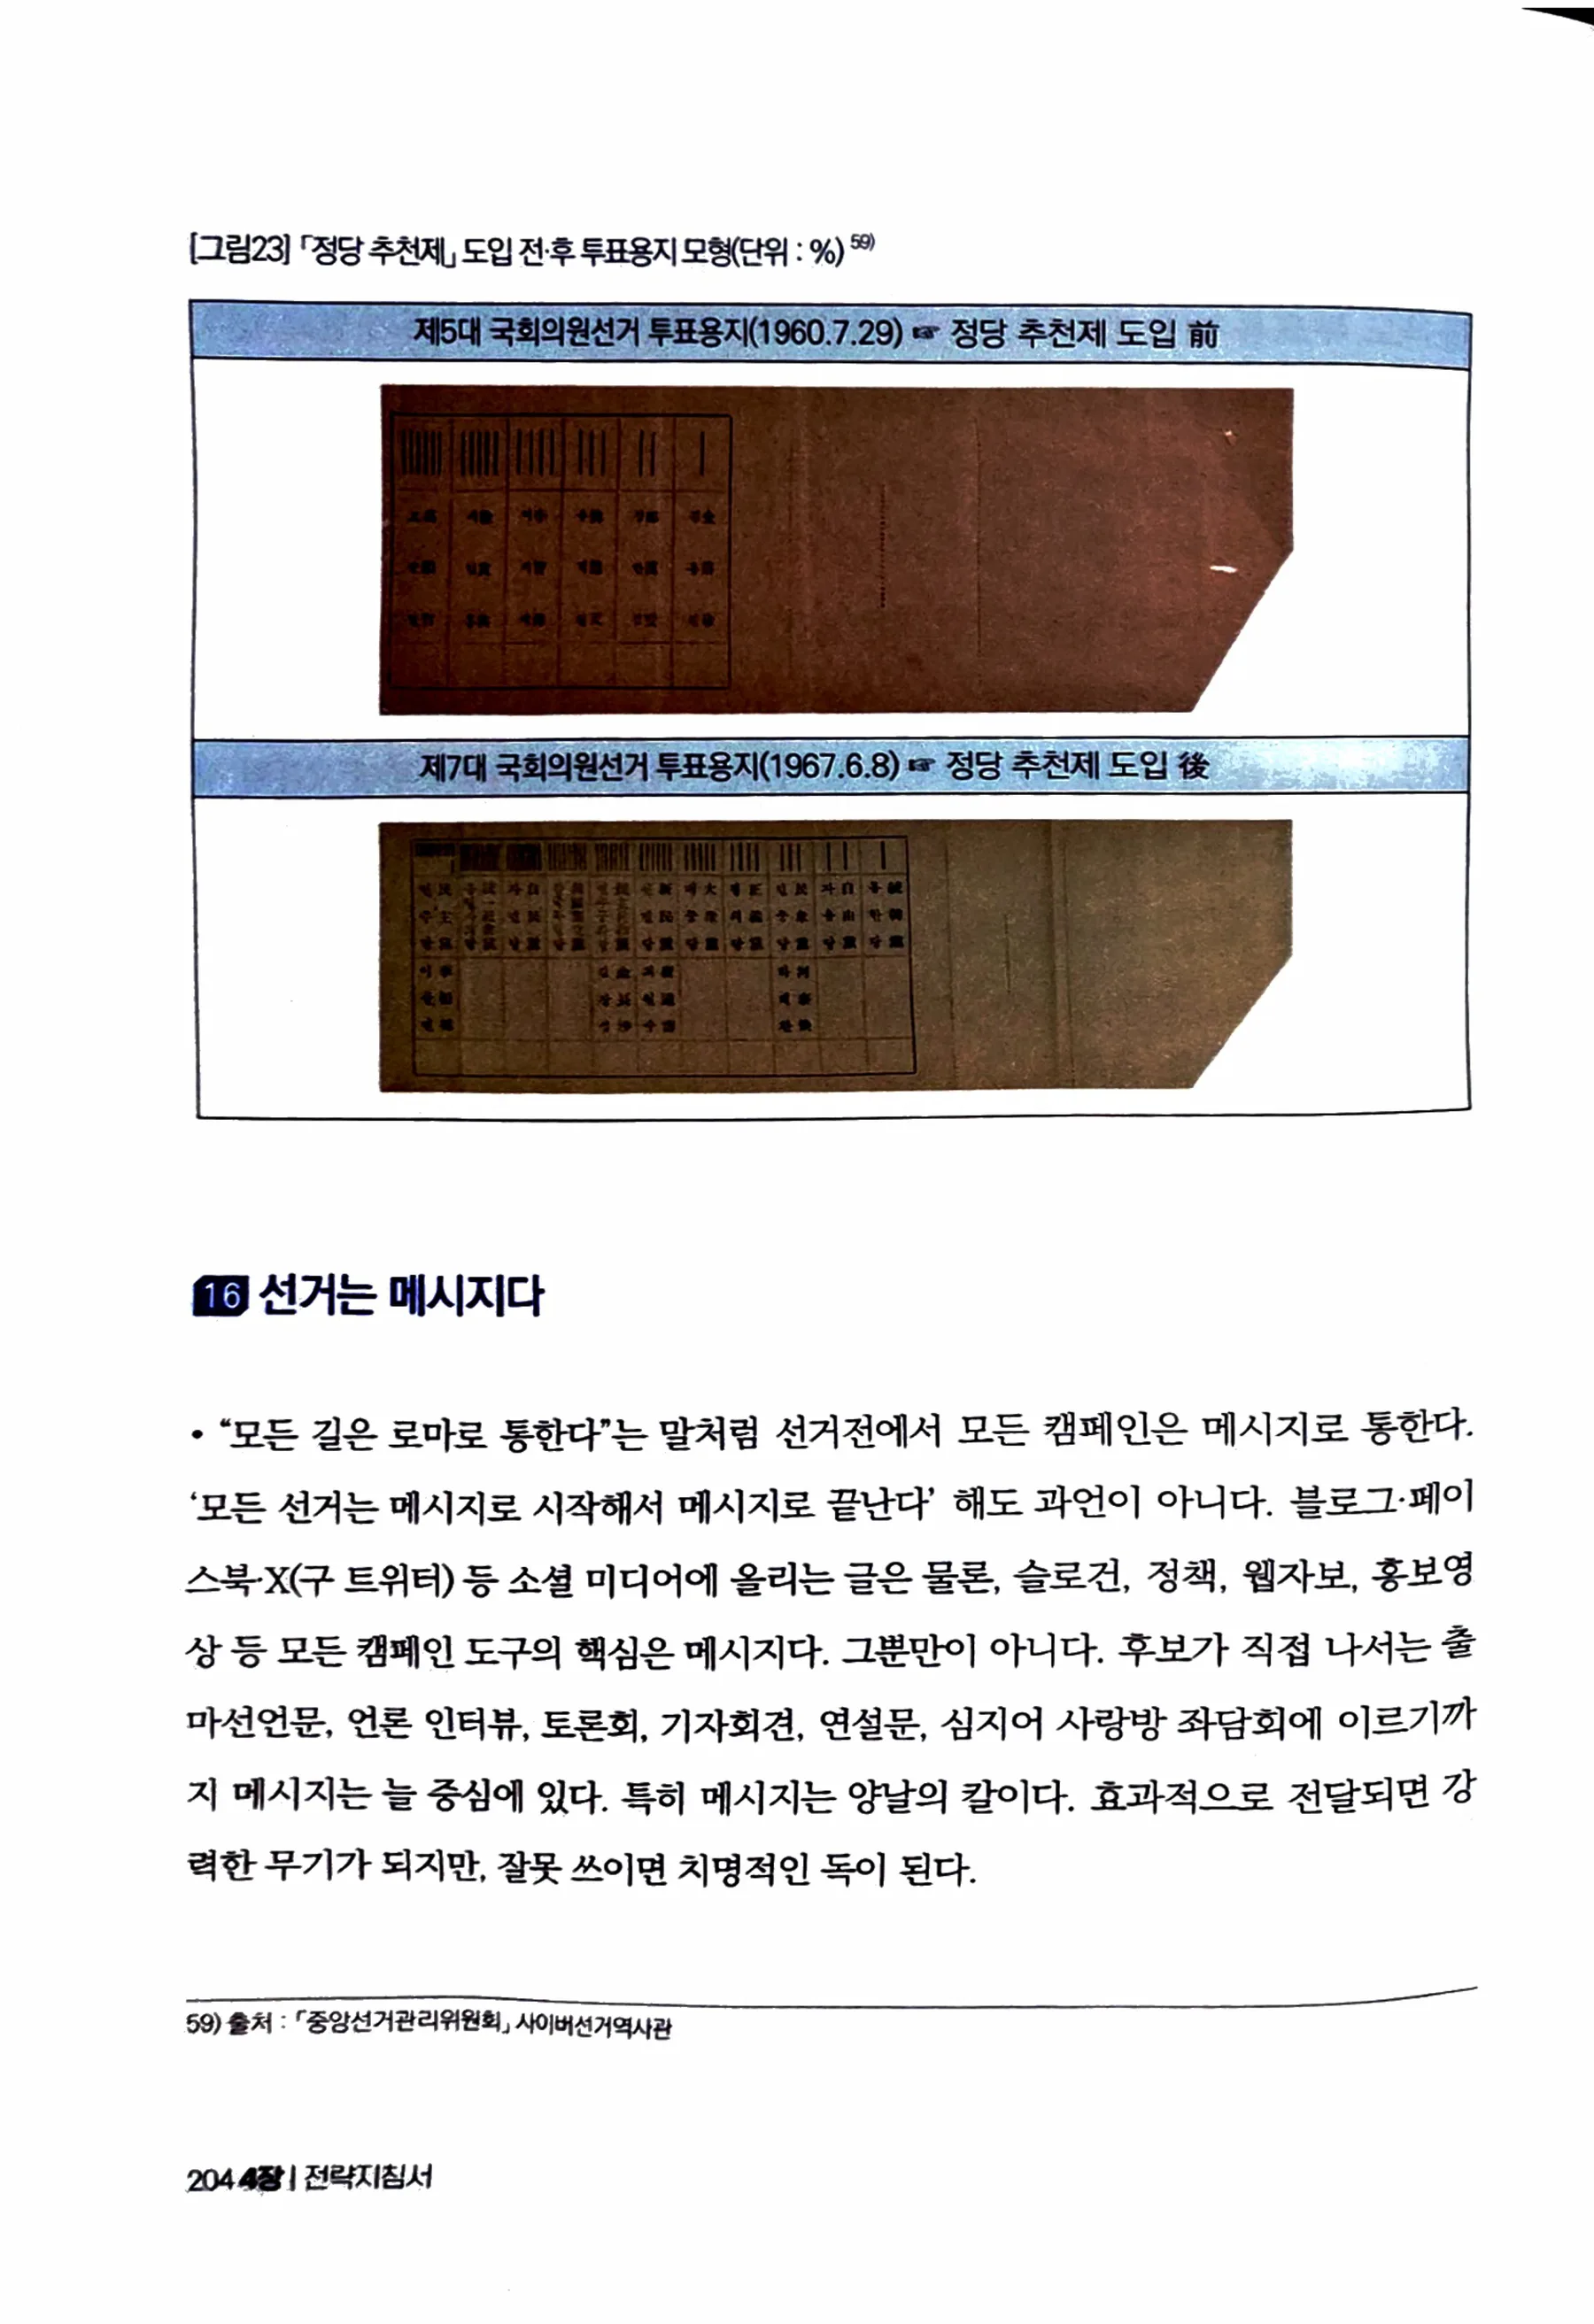 [그림23] 「정당 추천제」 도입 전·후 투표용지 모형(단위 : %) 59)
제5대 국회의원선거 투표용지(1960.7.29) ☞ 정당 추천제 도입 前
제7대 국회의원선거 투표용지(1967.6.8) ☞ 정당 추천제 도입 後
16 선거는 메시지다
• “모든 길은 로마로 통한다”는 말처럼 선거전에서 모든 캠페인은 메시지로 통한다.
‘모든 선거는 메시지로 시작해서 메시지로 끝난다’ 해도 과언이 아니다. 블로그·페이
스북·X(구 트위터) 등 소셜 미디어에 올리는 글은 물론, 슬로건, 정책, 웹자보, 홍보영
상 등 모든 캠페인 도구의 핵심은 메시지다. 그뿐만이 아니다. 후보가 직접 나서는 출
마선언문, 언론 인터뷰, 토론회, 기자회견, 연설문, 심지어 사랑방 좌담회에 이르기까
지 메시지는 늘 중심에 있다. 특히 메시지는 양날의 칼이다. 효과적으로 전달되면 강
력한 무기가 되지만, 잘못 쓰이면 치명적인 독이 된다.
59) 출처 : 「중앙선거관리위원회」 사이버선거역사관
204 4장 | 전략지침서